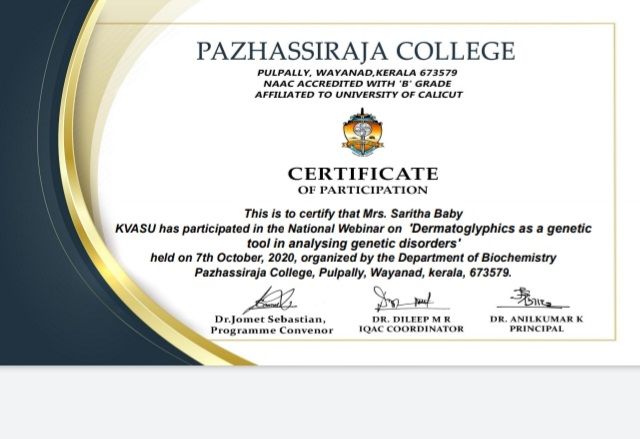 PAZHASSIRAJA COLLEGE
PULPALLY, WAYANAD,KERALA 673579
NAAC ACCREDITED WITH 'B' GRADE
AFFILIATED TO UNIVERSITY OF CALICUT
CERTIFICATE
OF PARTICIPATION
This is to certify that Mrs. Saritha Baby
KVASU has participated in the National Webinar on 'Dermatoglyphics as a genetic
tool in analysing genetic disorders'
held on 7th October, 2020, organized by the Department of Biochemistry
Pazhassiraja College, Pulpally, Wayanad, kerala, 673579.
Dr.Jomet Sebastian, DR. DILEEP M R DR. ANILKUMAR K
Programme Convenor IQAC COORDINATOR PRINCIPAL